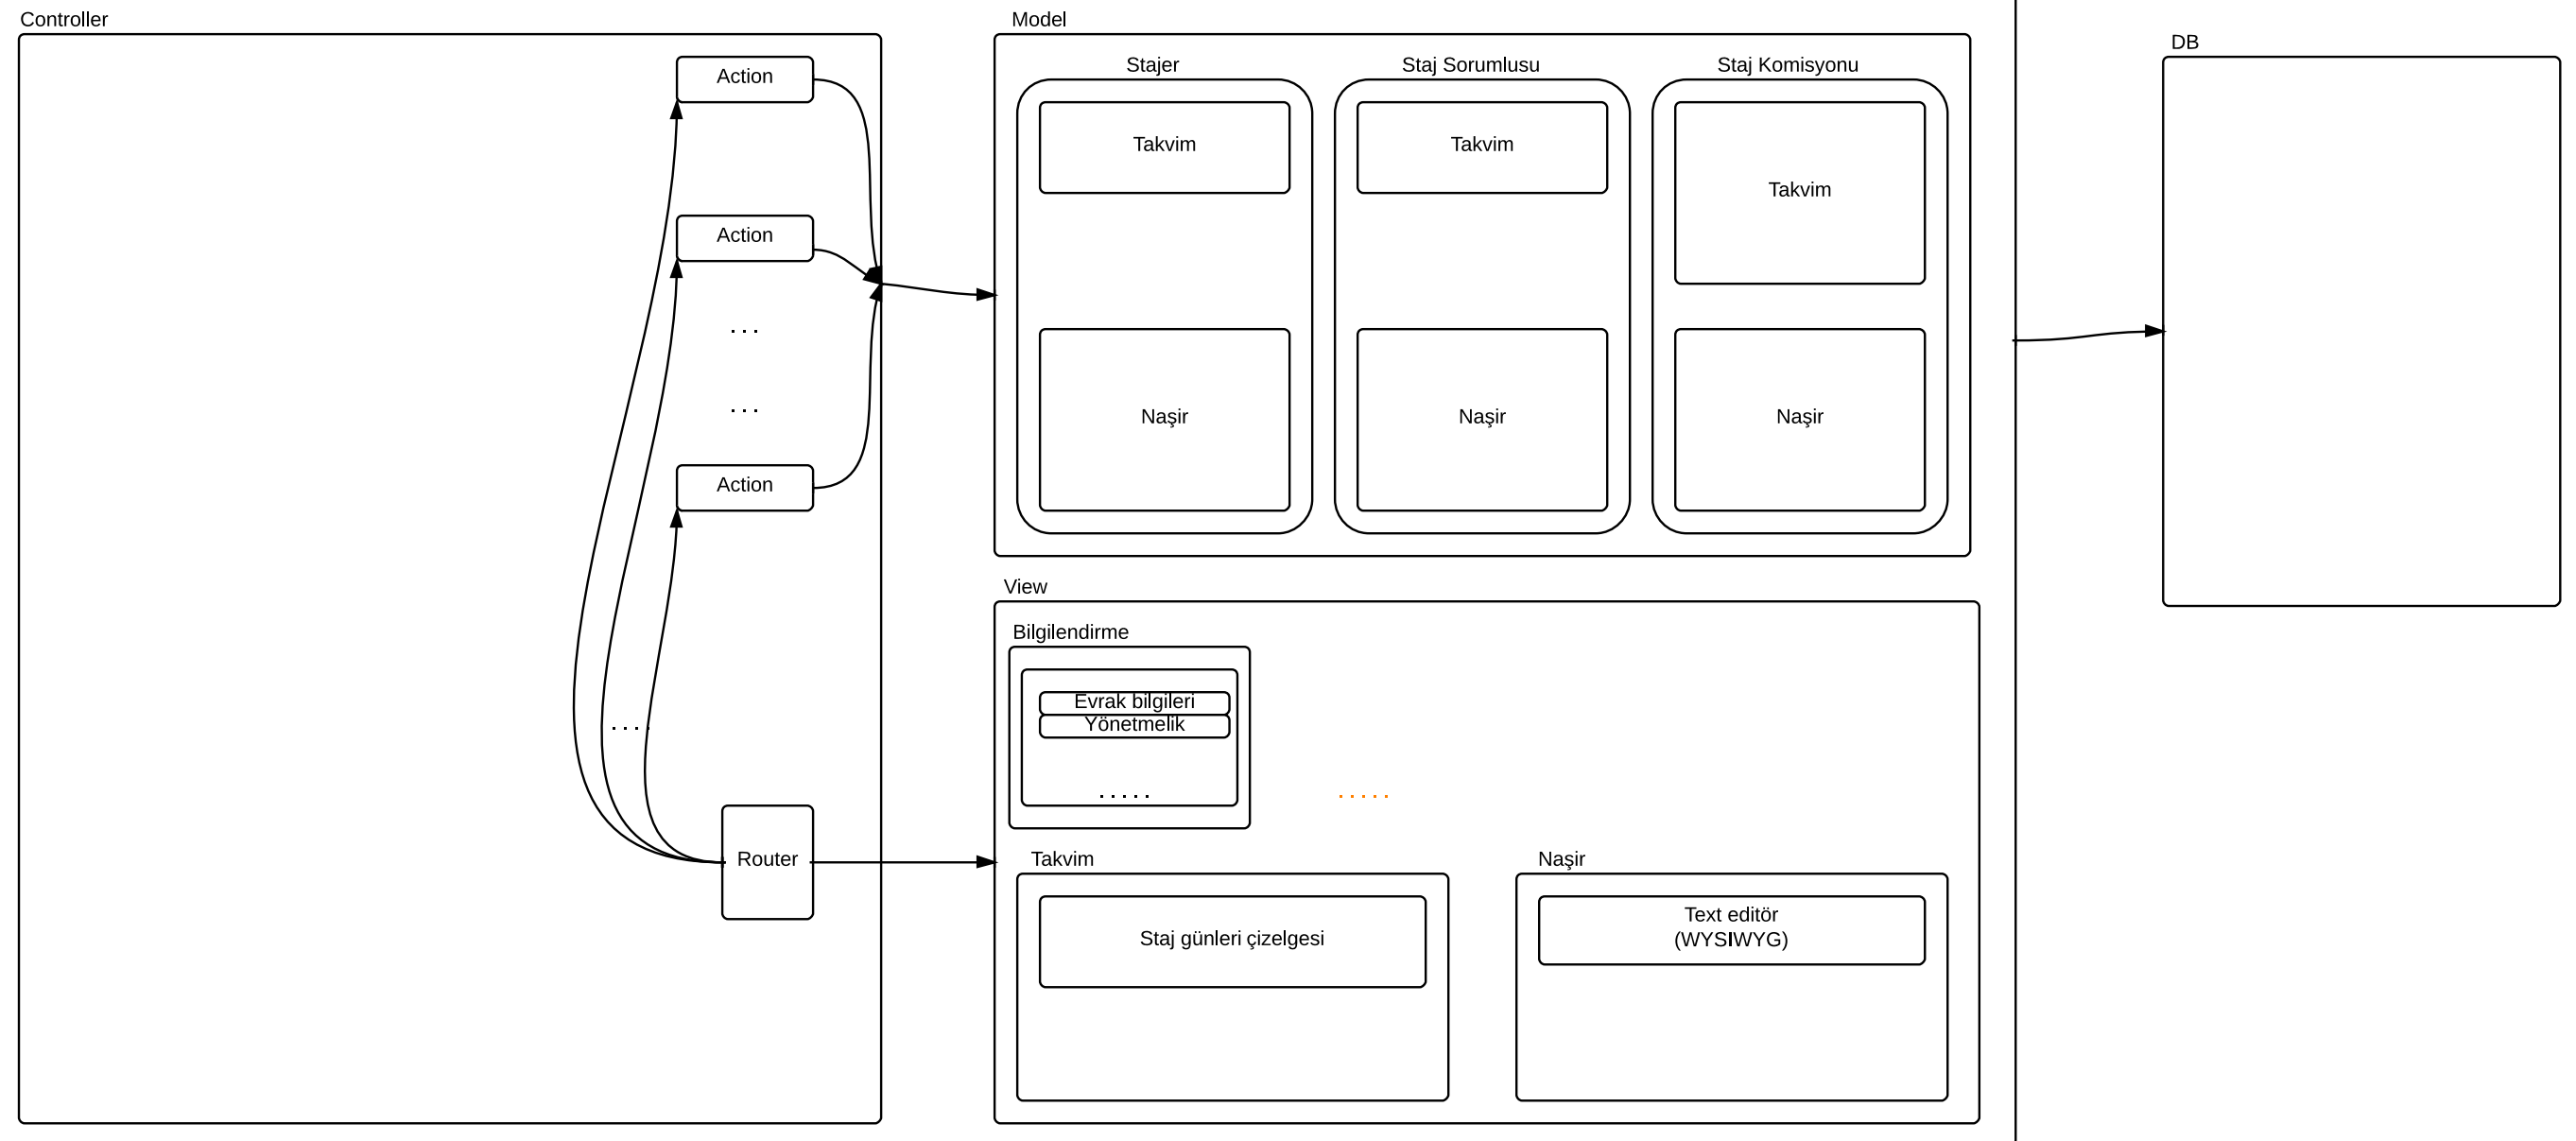 Controller
Action
Action
. . .
. . .
Action
. . . .
Router
Model
Stajer
Takvim
Naşir
Staj Sorumlusu
Takvim
Naşir
Staj Komisyonu
Takvim
Naşir
View
Bilgilendirme
Evrak bilgileri
Yönetmelik
. . . . .
. . . . .
Takvim
Staj günleri çizelgesi
Naşir
Text editör
(WYSIWYG)
DB